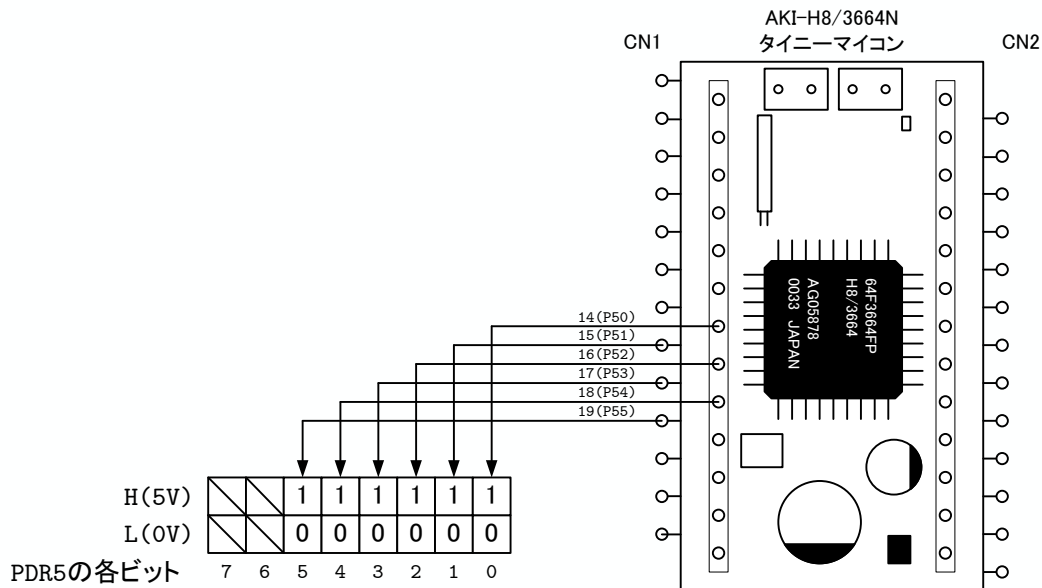 AKI-H8/3664N
CN1 タイニーマイコン CN2
64F3664FP
H8/3664
AG05878
0033 JAPAN
14(P50)
15(P51)
16(P52)
17(P53)
18(P54)
19(P55)
H(5V) 1 1 1 1 1 1
L(0V) 0 0 0 0 0 0
PDR5の各ビット 7 6 5 4 3 2 1 0